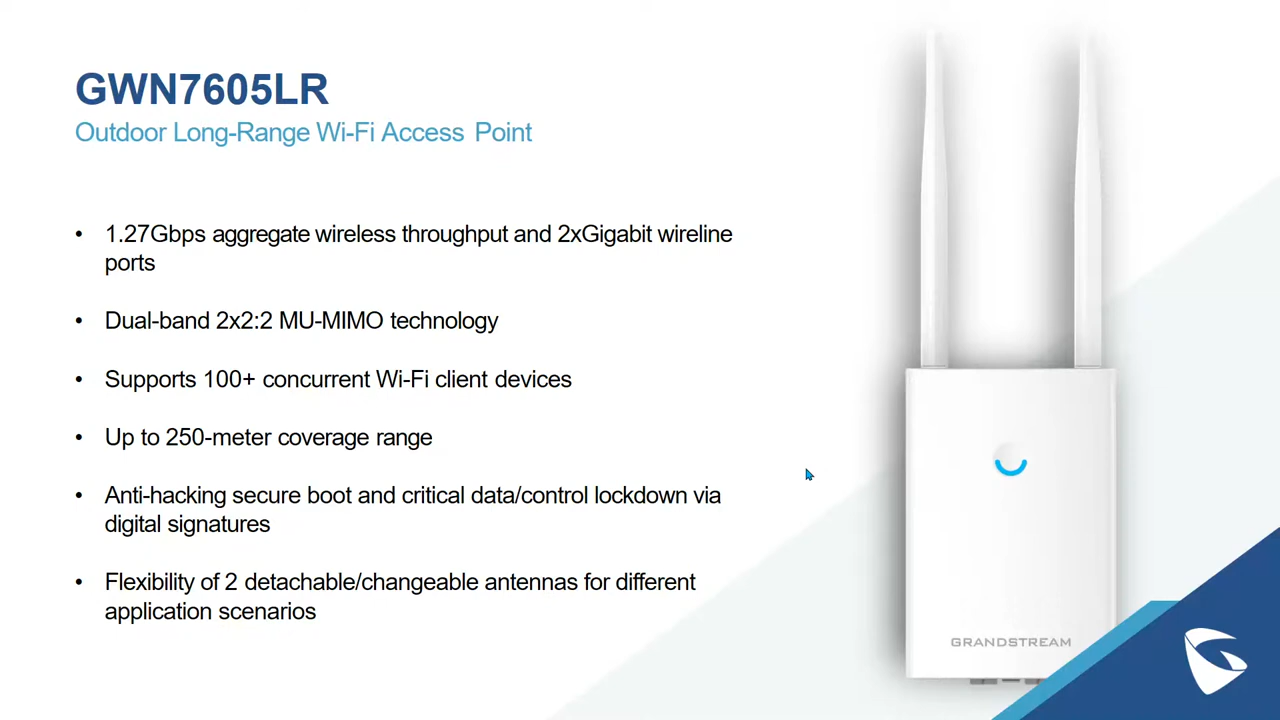 GWN7605LR
Outdoor Long-Range Wi-Fi Access Point
• 1.27Gbps aggregate wireless throughput and 2xGigabit wireline
ports
• Dual-band 2x2:2 MU-MIMO technology
• Supports 100+ concurrent Wi-Fi client devices
• Up to 250-meter coverage range
• Anti-hacking secure boot and critical data/control lockdown via
digital signatures
• Flexibility of 2 detachable/changeable antennas for different
application scenarios
GRANDSTREAM